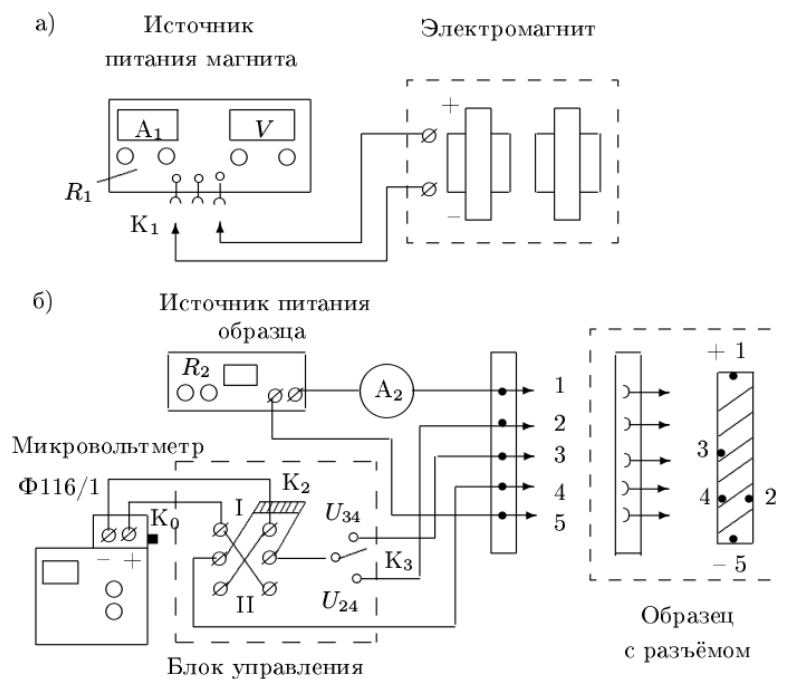 а)
Источник
питания магнита
Электромагнит
A₁
V
R₁
K₁
+
–
б)
Источник питания
образца
R₂
A₂
1
2
3
4
5
+ 1
3
4
2
– 5
Микровольтметр
Ф116/1
K₀
– +
I
II
K₂
U₃₄
K₃
U₂₄
Блок управления
Образец
с разъёмом